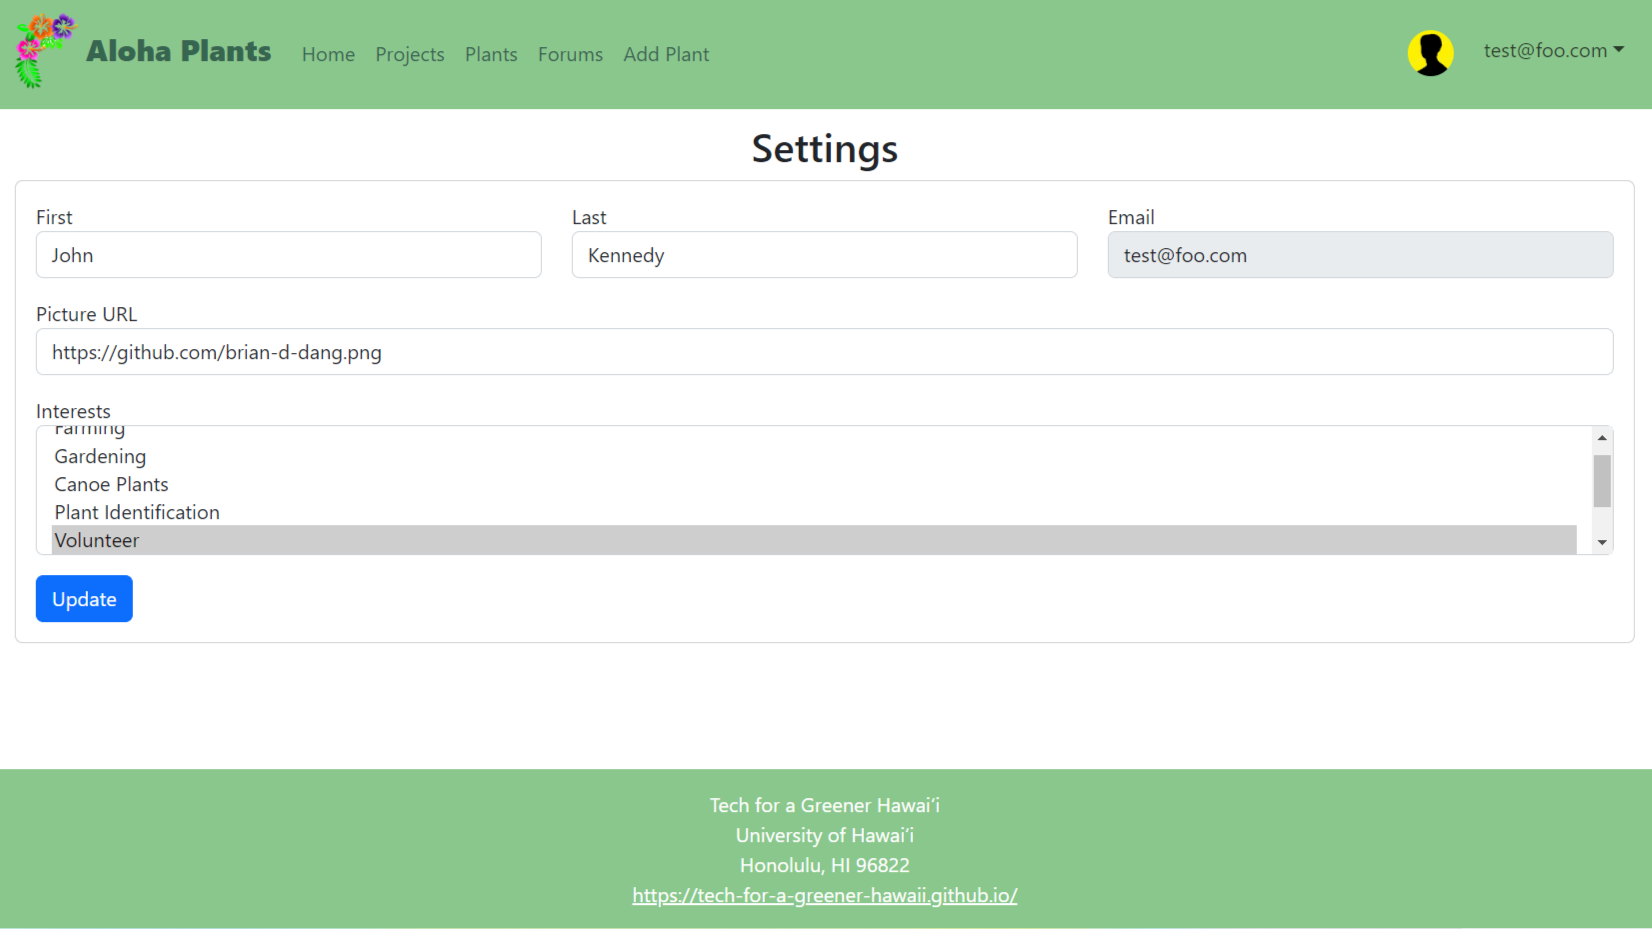 Aloha Plants Home Projects Plants Forums Add Plant test@foo.com
Settings
First Last Email
John Kennedy test@foo.com
Picture URL
https://github.com/brian-d-dang.png
Interests
Farming
Gardening
Canoe Plants
Plant Identification
Volunteer
Update
Tech for a Greener Hawaiʻi
University of Hawaiʻi
Honolulu, HI 96822
https://tech-for-a-greener-hawaii.github.io/